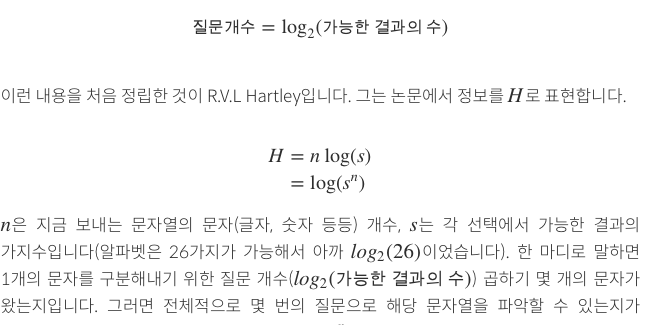 질문개수 = log₂(가능한 결과의 수)
이런 내용을 처음 정립한 것이 R.V.L Hartley입니다. 그는 논문에서 정보를 H로 표현합니다.
H = n log(s)
= log(sⁿ)
n은 지금 보내는 문자열의 문자(글자, 숫자 등등) 개수, s는 각 선택에서 가능한 결과의
가지수입니다(알파벳은 26가지가 가능해서 아까 log₂(26)이었습니다). 한 마디로 말하면
1개의 문자를 구분해내기 위한 질문 개수(log₂(가능한 결과의 수)) 곱하기 몇 개의 문자가
왔는지입니다. 그러면 전체적으로 몇 번의 질문으로 해당 문자열을 파악할 수 있는지가